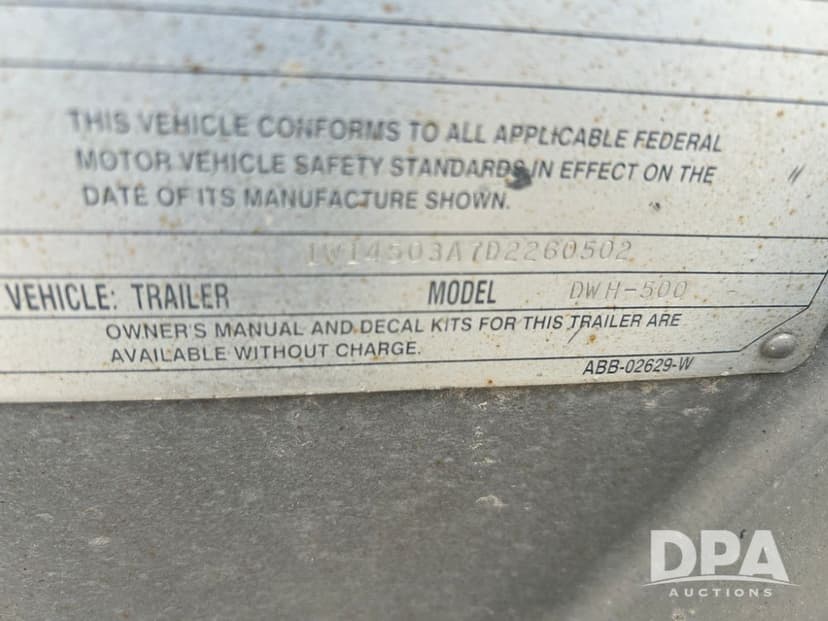 THIS VEHICLE CONFORMS TO ALL APPLICABLE FEDERAL
MOTOR VEHICLE SAFETY STANDARDS IN EFFECT ON THE
DATE OF ITS MANUFACTURE SHOWN.
1W14503A7D2260502
VEHICLE: TRAILER MODEL DWH-500
OWNER'S MANUAL AND DECAL KITS FOR THIS TRAILER ARE
AVAILABLE WITHOUT CHARGE.
ABB-02629-W
DPA
AUCTIONS